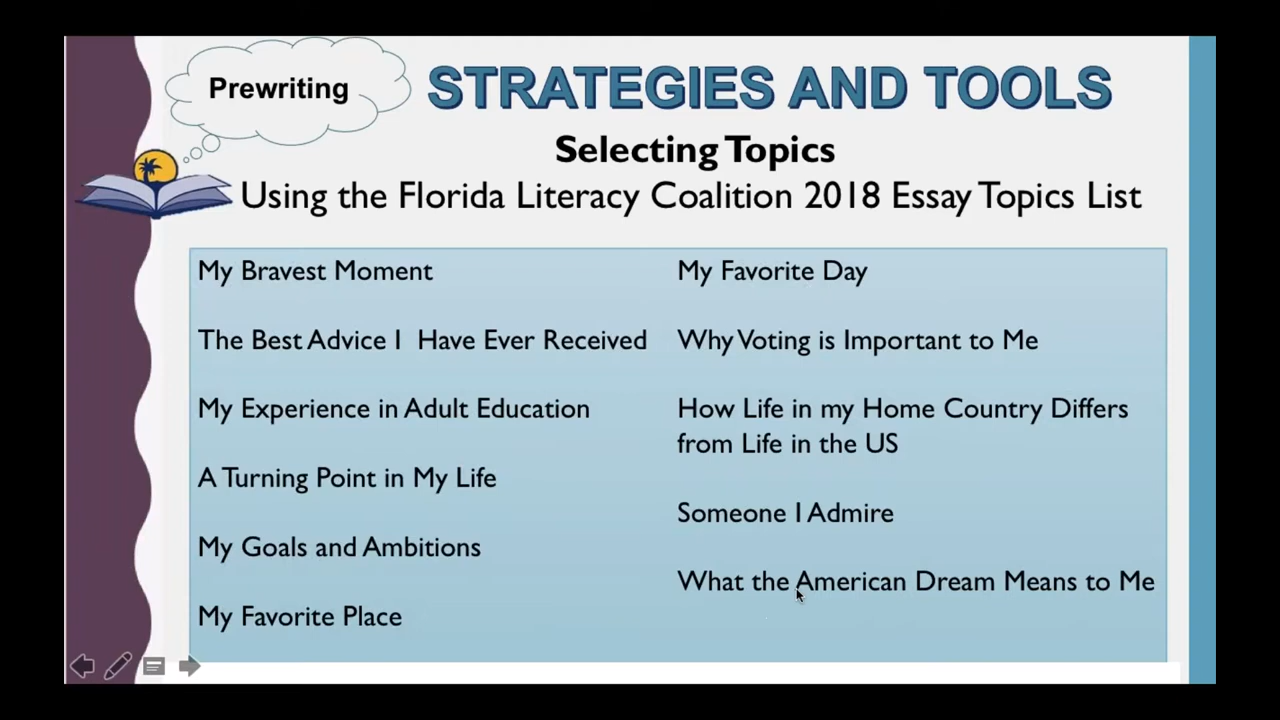 Prewriting
STRATEGIES AND TOOLS
Selecting Topics
Using the Florida Literacy Coalition 2018 Essay Topics List
My Bravest Moment
The Best Advice I  Have Ever Received
My Experience in Adult Education
A Turning Point in My Life
My Goals and Ambitions
My Favorite Place
My Favorite Day
Why Voting is Important to Me
How Life in my Home Country Differs
from Life in the US
Someone I Admire
What the American Dream Means to Me